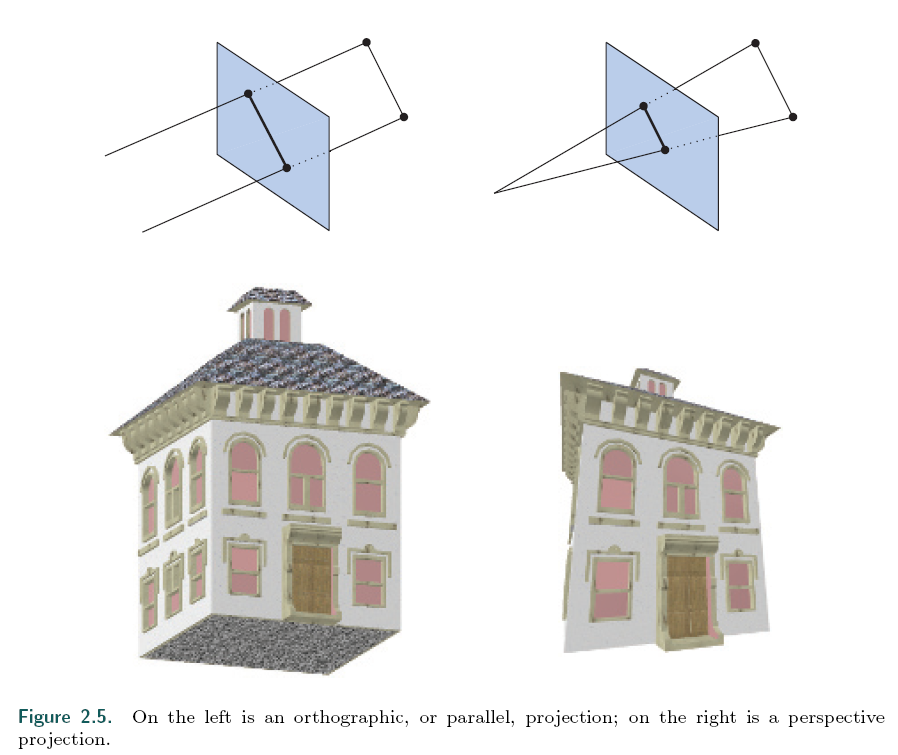 Figure 2.5. On the left is an orthographic, or parallel, projection; on the right is a perspective
projection.